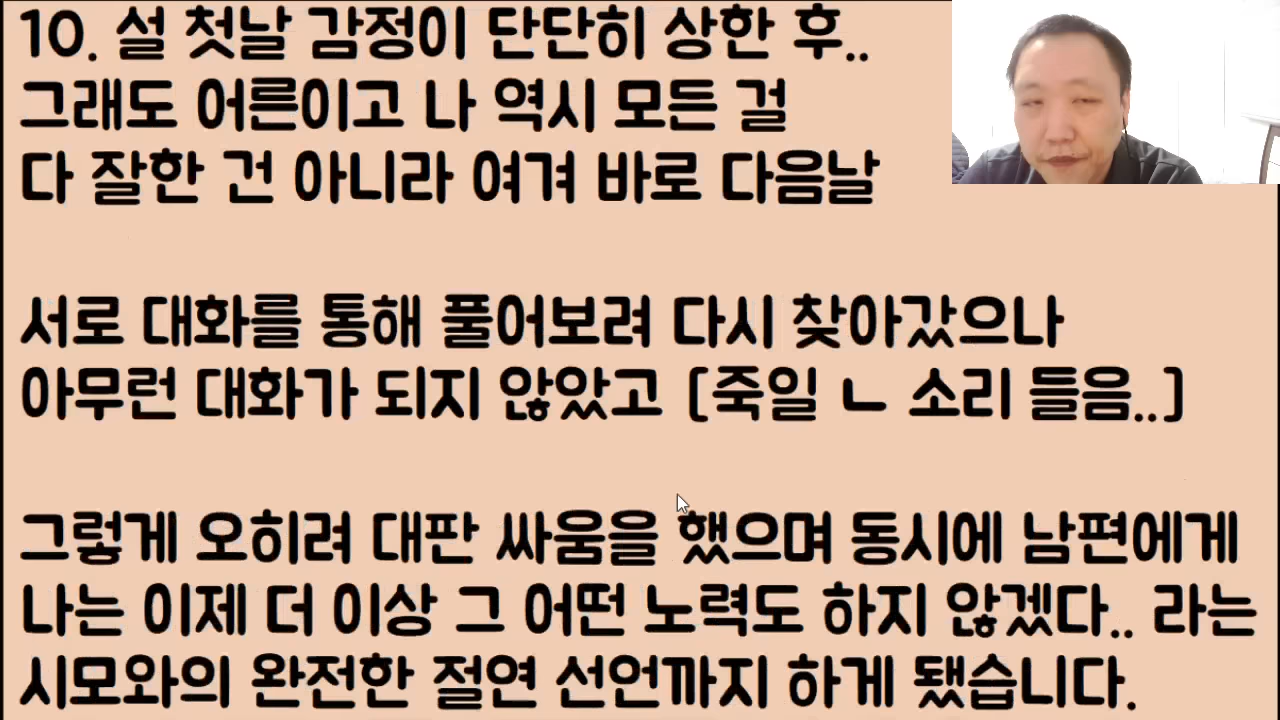 10. 설 첫날 감정이 단단히 상한 후..
그래도 어른이고 나 역시 모든 걸
다 잘한 건 아니라 여겨 바로 다음날
서로 대화를 통해 풀어보려 다시 찾아갔으나
아무런 대화가 되지 않았고 [죽일 ㄴ 소리 들음..]
그렇게 오히려 대판 싸움을 했으며 동시에 남편에게
나는 이제 더 이상 그 어떤 노력도 하지 않겠다.. 라는
시모와의 완전한 절연 선언까지 하게 됐습니다.